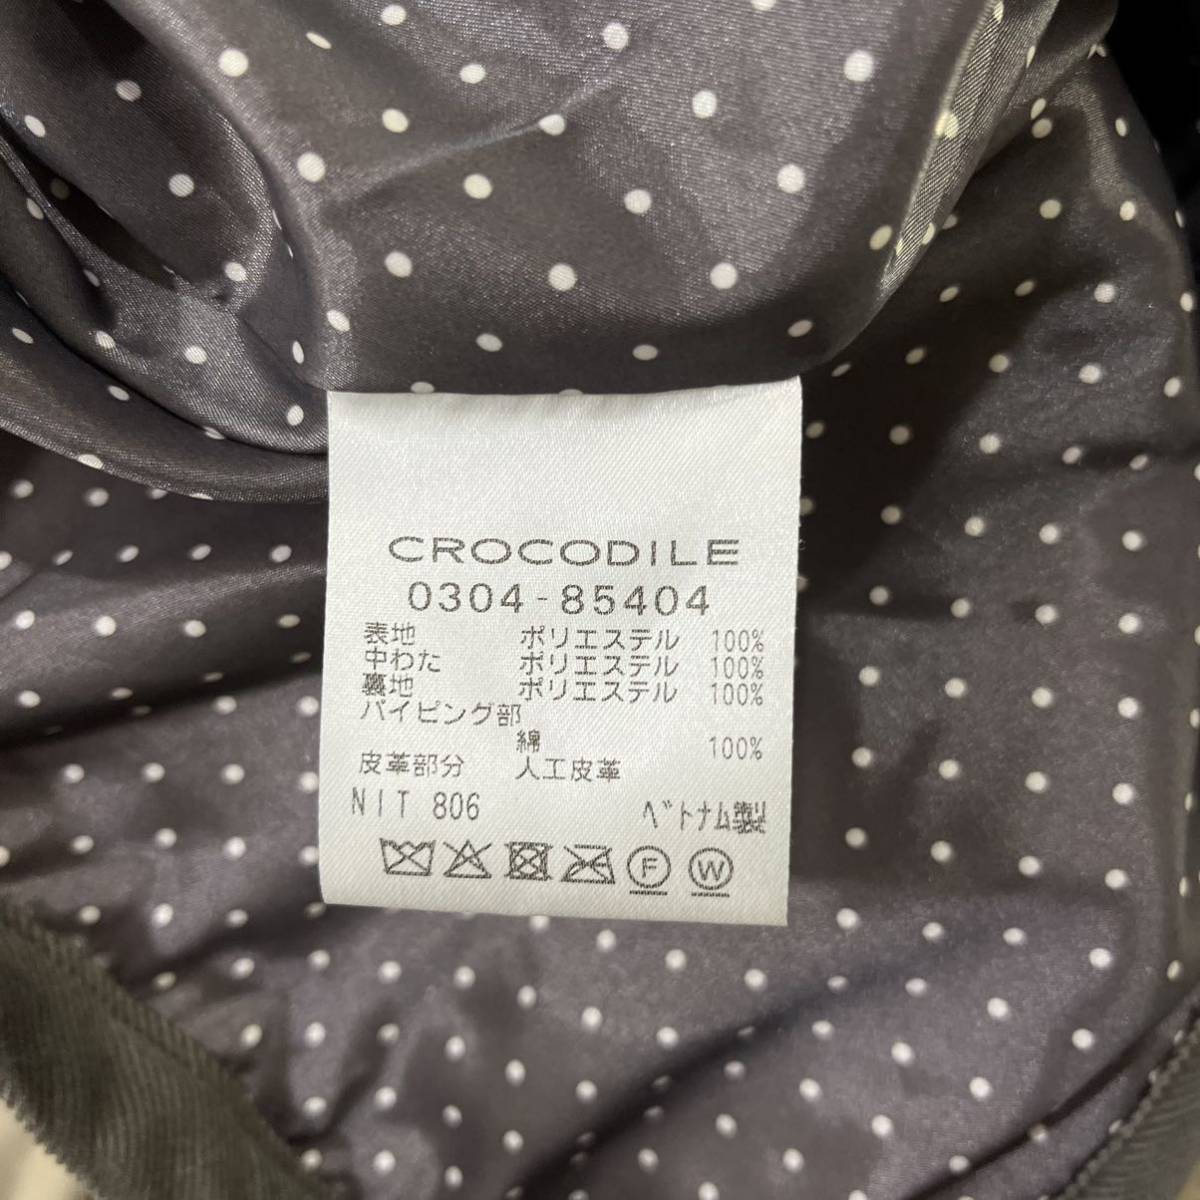 CROCODILE
0304-85404
表地 ポリエステル 100%
中わた ポリエステル 100%
裏地 ポリエステル 100%
パイピング部
綿 100%
皮革部分 人工皮革
NIT 806 ベトナム製
F W